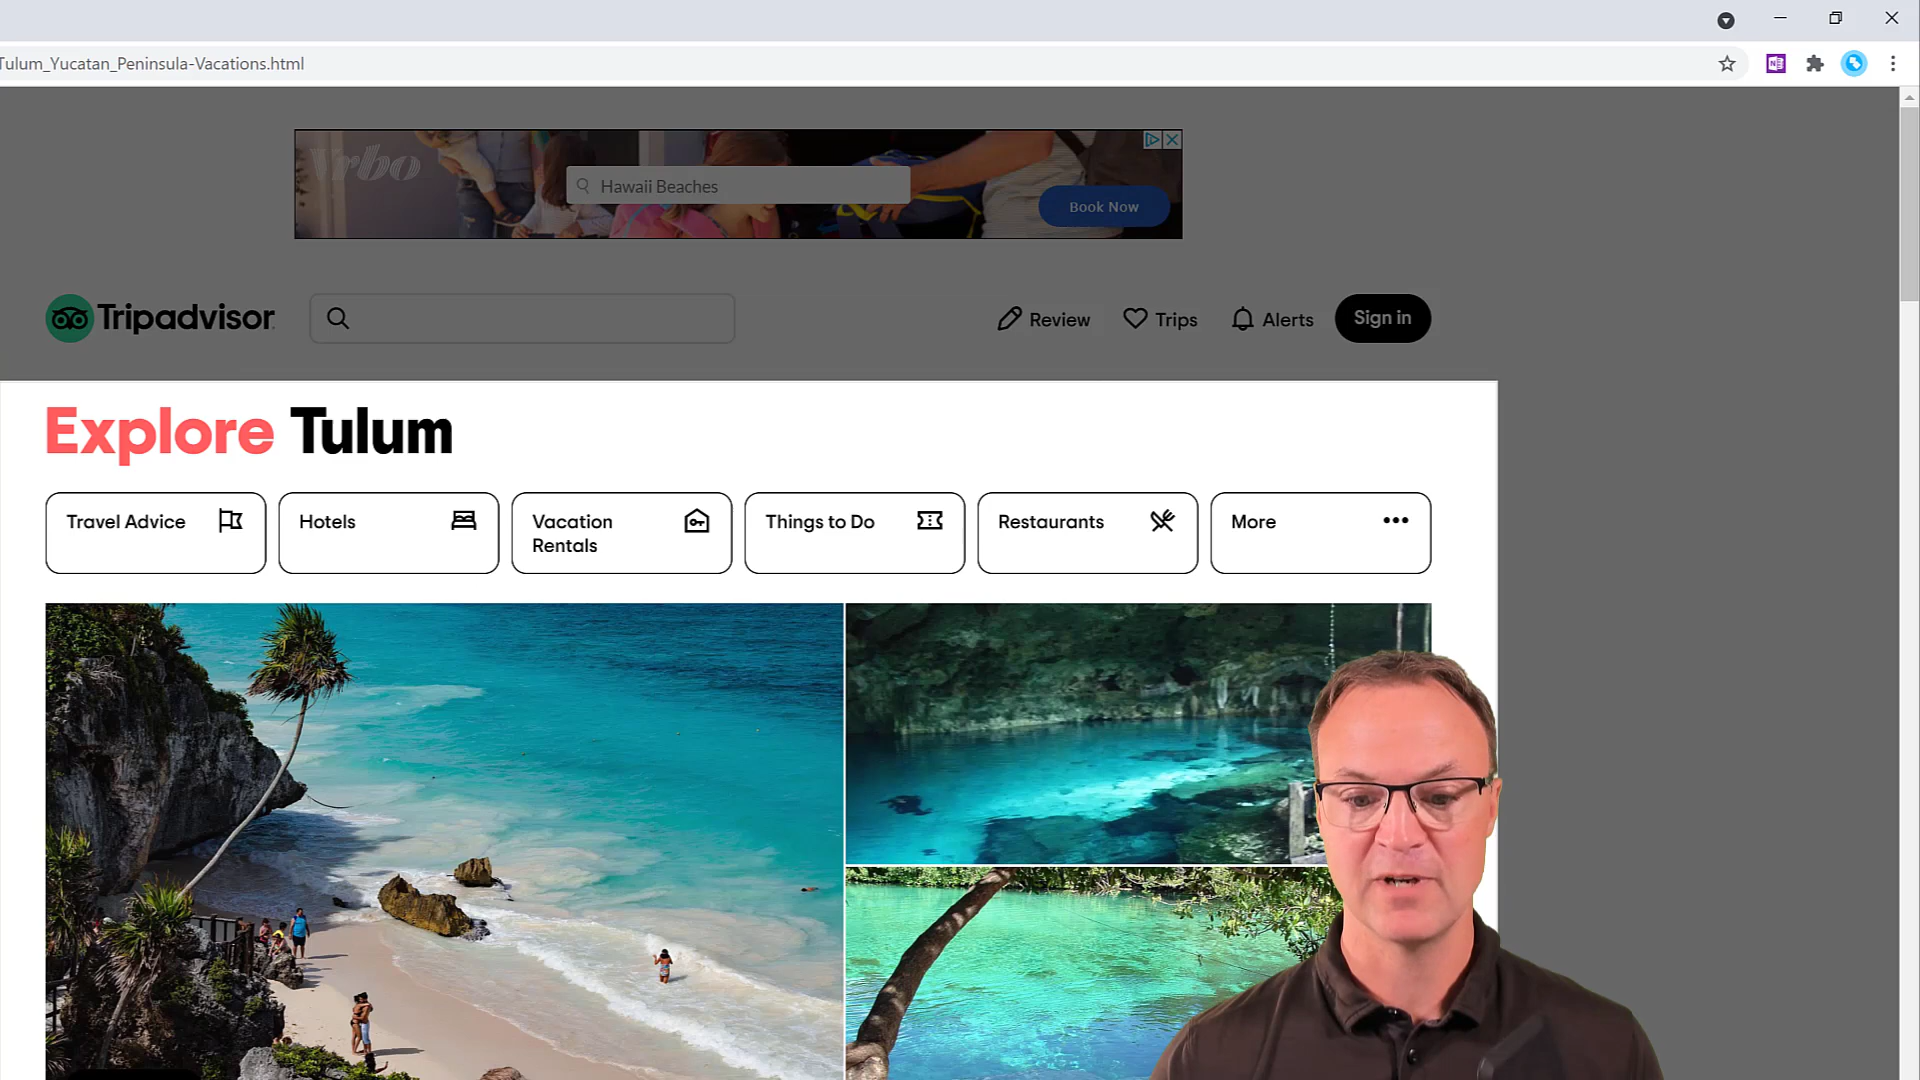 Tulum_Yucatan_Peninsula-Vacations.html
Vrbo
Hawaii Beaches
Book Now
Tripadvisor
Review
Trips
Alerts
Sign in
Explore Tulum
Travel Advice
Hotels
Vacation
Rentals
Things to Do
Restaurants
More